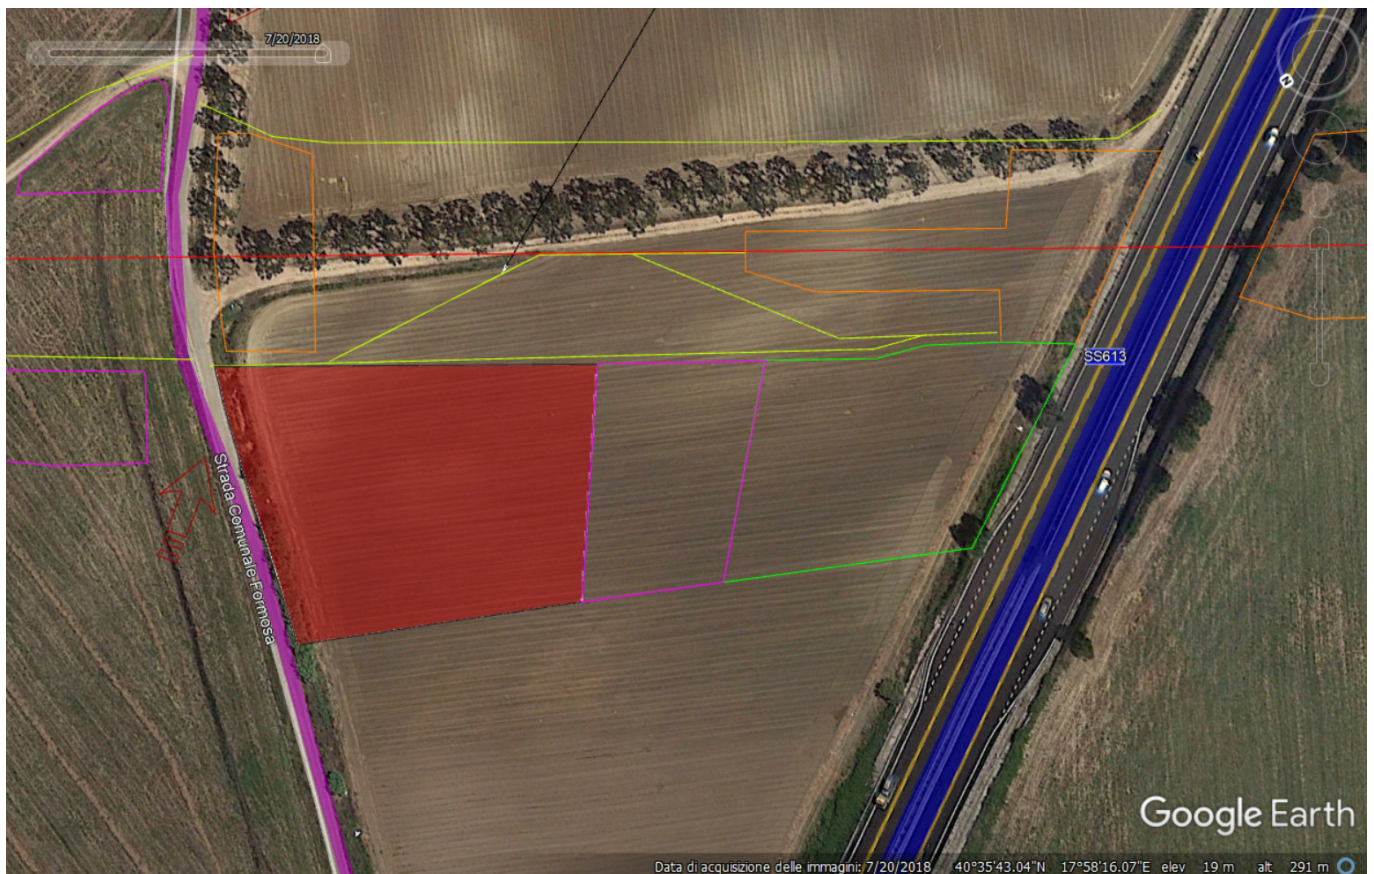 7/20/2018
N
SS613
Strada Comunale Formosa
Google Earth
Data di acquisizione delle immagini: 7/20/2018 40°35'43.04"N 17°58'16.07"E elev 19 m alt 291 m